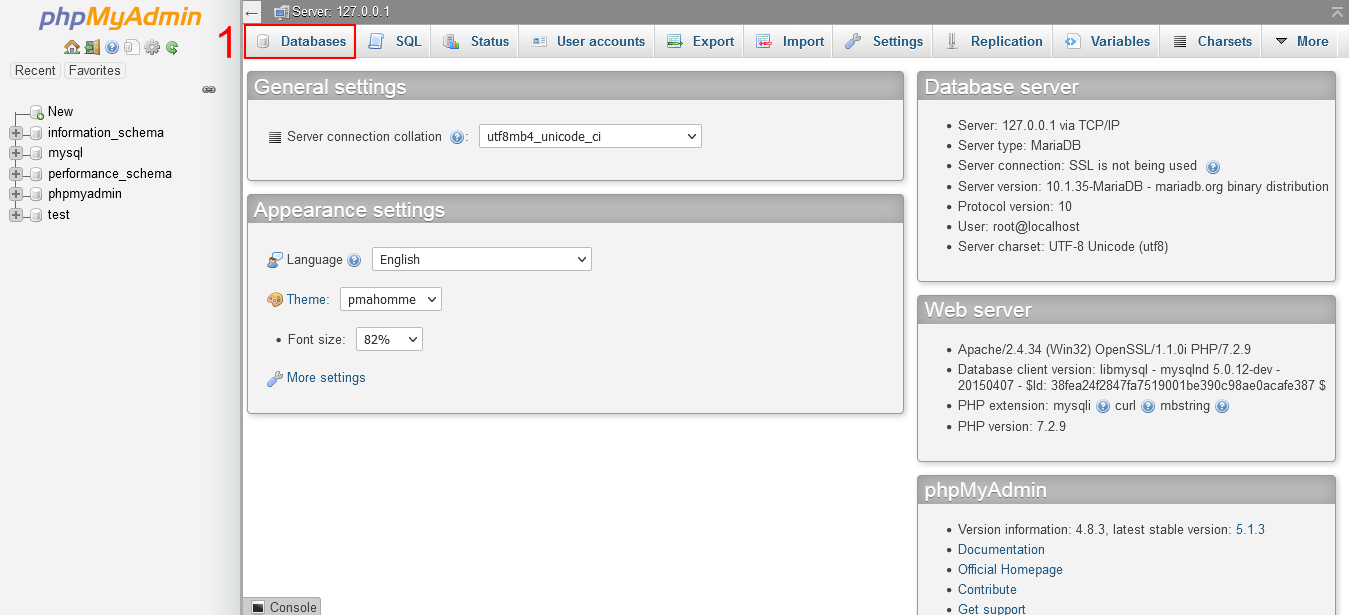 phpMyAdmin
Recent Favorites
New
information_schema
mysql
performance_schema
phpmyadmin
test
1
Server: 127.0.0.1
Databases SQL Status User accounts Export Import Settings Replication Variables Charsets More
General settings
Server connection collation : utf8mb4_unicode_ci
Appearance settings
Language English
Theme: pmahomme
• Font size: 82%
More settings
Database server
• Server: 127.0.0.1 via TCP/IP
• Server type: MariaDB
• Server connection: SSL is not being used
• Server version: 10.1.35-MariaDB - mariadb.org binary distribution
• Protocol version: 10
• User: root@localhost
• Server charset: UTF-8 Unicode (utf8)
Web server
• Apache/2.4.34 (Win32) OpenSSL/1.1.0i PHP/7.2.9
• Database client version: libmysql - mysqlnd 5.0.12-dev -
20150407 - $Id: 38fea24f2847fa7519001be390c98ae0acafe387 $
• PHP extension: mysqli curl mbstring
• PHP version: 7.2.9
phpMyAdmin
• Version information: 4.8.3, latest stable version: 5.1.3
• Documentation
• Official Homepage
• Contribute
• Get support
Console